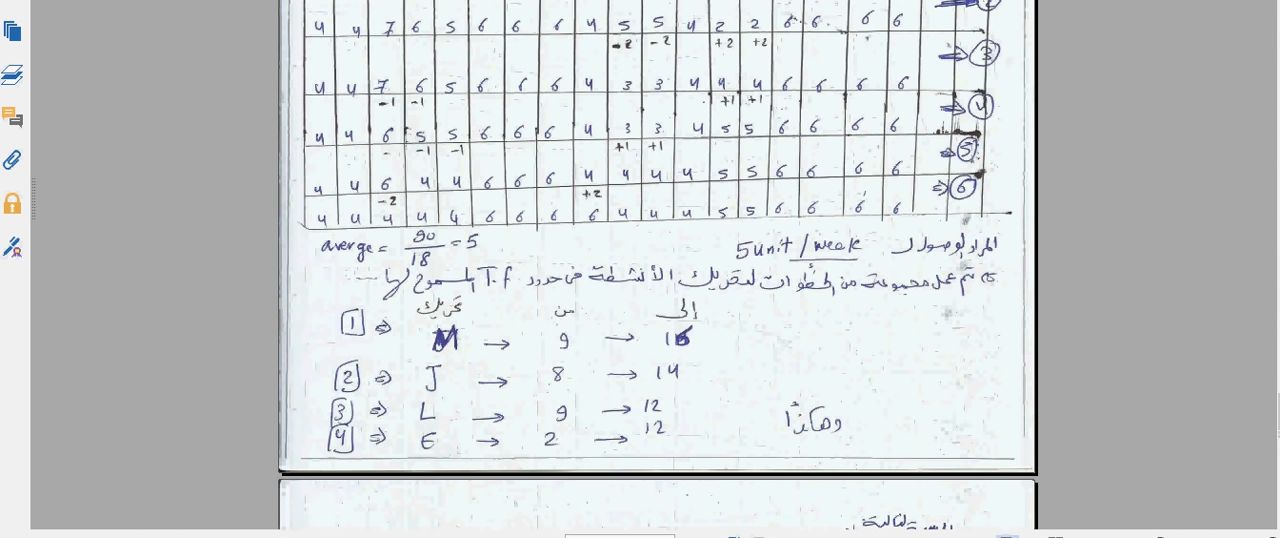 4 4 7 6 5 6 6 6 4 5 5 4 2 2 6 6 6 6
-2 -2 +2 +2
⇒ 3
4 4 7 6 5 6 6 6 4 3 3 4 4 4 6 6 6 6
-1 -1 +1 +1
⇒ 4
4 4 6 5 5 6 6 6 4 3 3 4 5 5 6 6 6 6
-1 -1 +1 +1
⇒ 5
4 4 6 4 4 6 6 6 4 4 4 4 5 5 6 6 6 6
-2 +2
⇒ 6
4 4 4 4 4 6 6 6 6 4 4 4 5 5 6 6 6 6
averge = 90/18 = 5
المراد الوصول لـ 5 unit / week
تم عمل مجموعة من الخطوات لتحريك الأنشطة في حدود T.f المسموح لها
تحريك من إلى
1 ⇒ M → 9 → 16
2 ⇒ J → 8 → 14
3 ⇒ L → 9 → 12
4 ⇒ E → 2 → 12
وهكذا